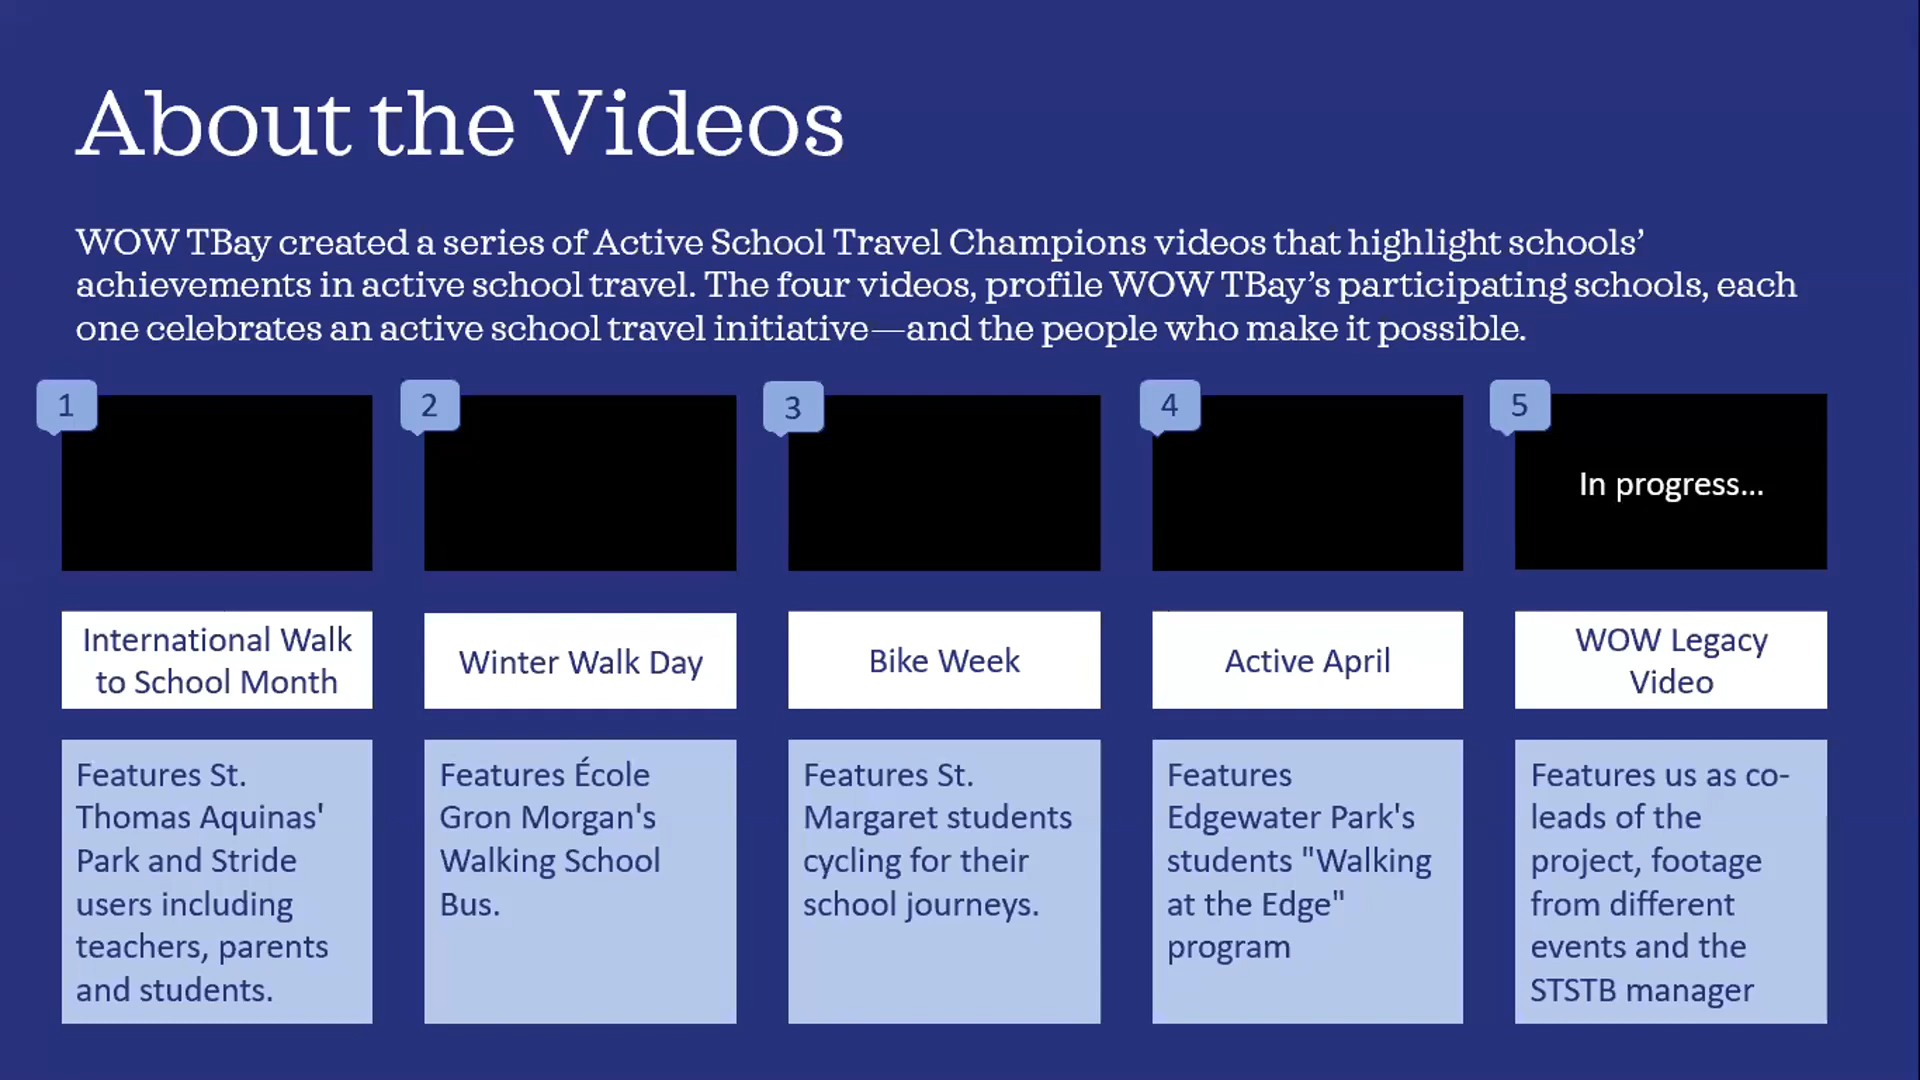 About the Videos
WOW TBay created a series of Active School Travel Champions videos that highlight schools’
achievements in active school travel. The four videos, profile WOW TBay’s participating schools, each
one celebrates an active school travel initiative—and the people who make it possible.
1
2
3
4
5
In progress...
International Walk
to School Month
Winter Walk Day
Bike Week
Active April
WOW Legacy
Video
Features St.
Thomas Aquinas'
Park and Stride
users including
teachers, parents
and students.
Features École
Gron Morgan's
Walking School
Bus.
Features St.
Margaret students
cycling for their
school journeys.
Features
Edgewater Park's
students "Walking
at the Edge"
program
Features us as co-
leads of the
project, footage
from different
events and the
STSTB manager